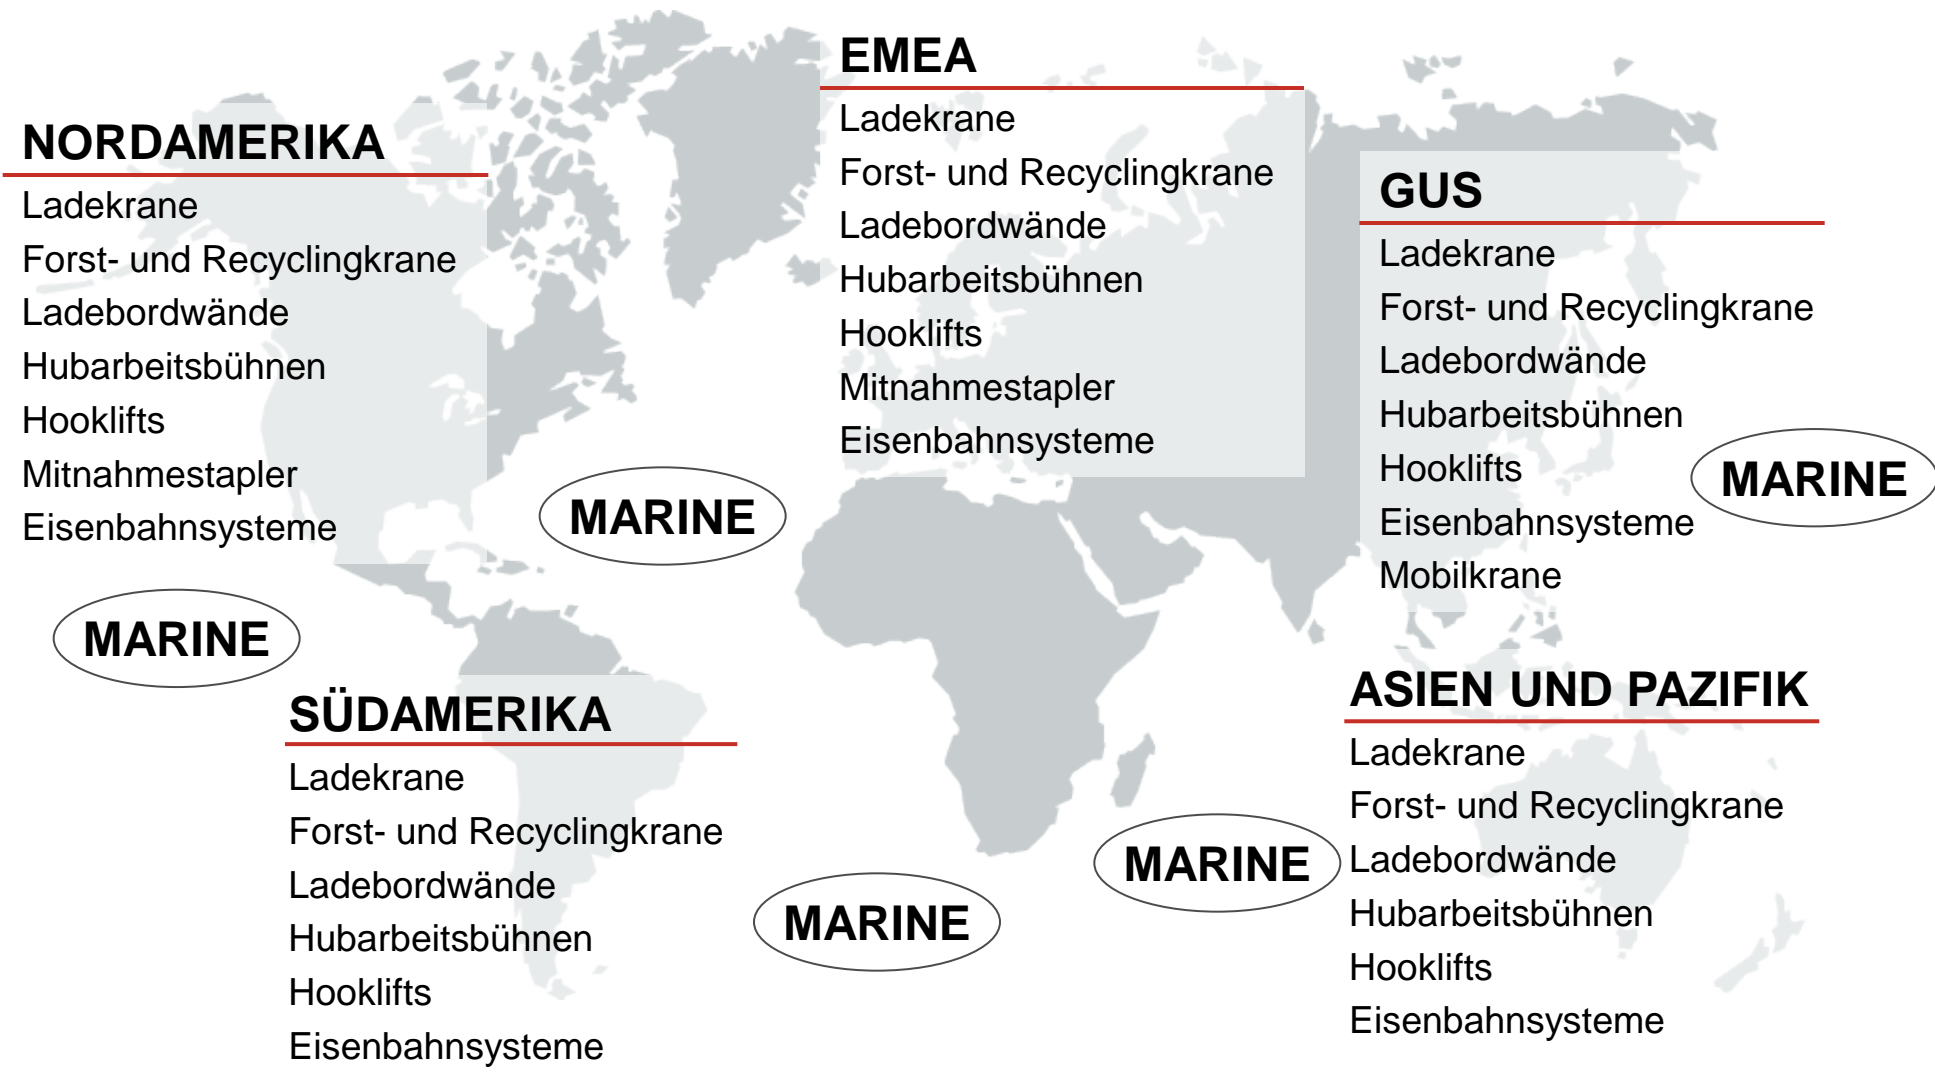 EMEA
Ladekrane
Forst- und Recyclingkrane
Ladebordwände
Hubarbeitsbühnen
Hooklifts
Mitnahmestapler
Eisenbahnsysteme
NORDAMERIKA
Ladekrane
Forst- und Recyclingkrane
Ladebordwände
Hubarbeitsbühnen
Hooklifts
Mitnahmestapler
Eisenbahnsysteme
GUS
Ladekrane
Forst- und Recyclingkrane
Ladebordwände
Hubarbeitsbühnen
Hooklifts
Eisenbahnsysteme
Mobilkrane
MARINE
MARINE
MARINE
SÜDAMERIKA
Ladekrane
Forst- und Recyclingkrane
Ladebordwände
Hubarbeitsbühnen
Hooklifts
Eisenbahnsysteme
MARINE
MARINE
ASIEN UND PAZIFIK
Ladekrane
Forst- und Recyclingkrane
Ladebordwände
Hubarbeitsbühnen
Hooklifts
Eisenbahnsysteme